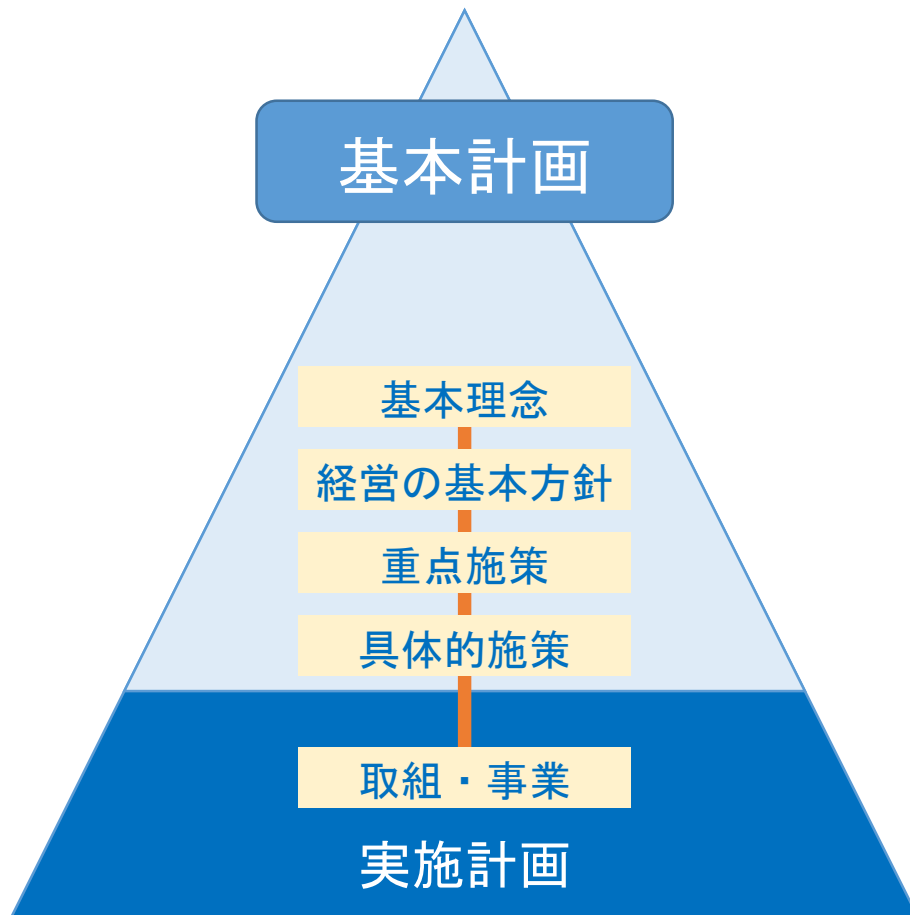 基本計画
基本理念
経営の基本方針
重点施策
具体的施策
取組・事業
実施計画